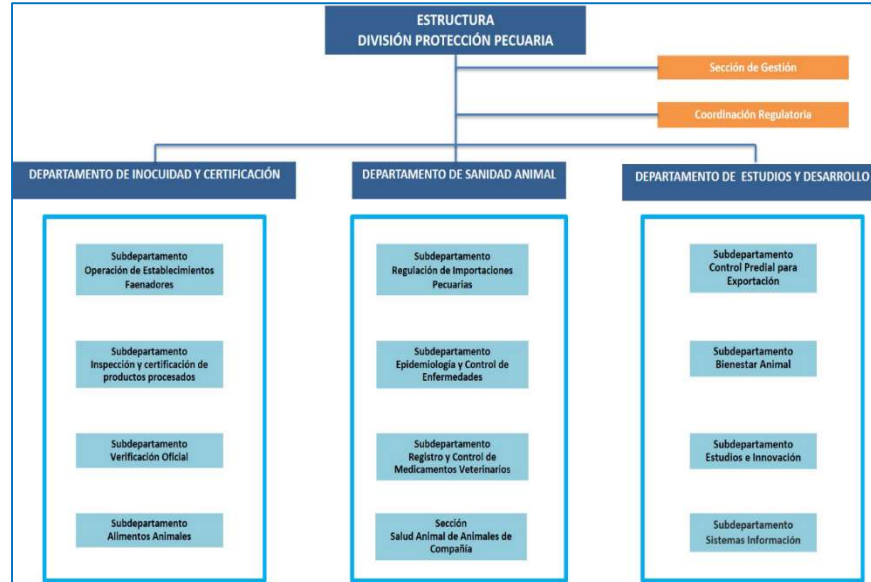 ESTRUCTURA
DIVISIÓN PROTECCIÓN PECUARIA
Sección de Gestión
Coordinación Regulatoria
DEPARTAMENTO DE INOCUIDAD Y CERTIFICACIÓN
Subdepartamento
Operación de Establecimientos
Faenadores
Subdepartamento
Inspección y certificación de
productos procesados
Subdepartamento
Verificación Oficial
Subdepartamento
Alimentos Animales
DEPARTAMENTO DE SANIDAD ANIMAL
Subdepartamento
Regulación de Importaciones
Pecuarias
Subdepartamento
Epidemiología y Control de
Enfermedades
Subdepartamento
Registro y Control de
Medicamentos Veterinarios
Sección
Salud Animal de Animales de
Compañía
DEPARTAMENTO DE ESTUDIOS Y DESARROLLO
Subdepartamento
Control Predial para
Exportación
Subdepartamento
Bienestar Animal
Subdepartamento
Estudios e Innovación
Subdepartamento
Sistemas Información